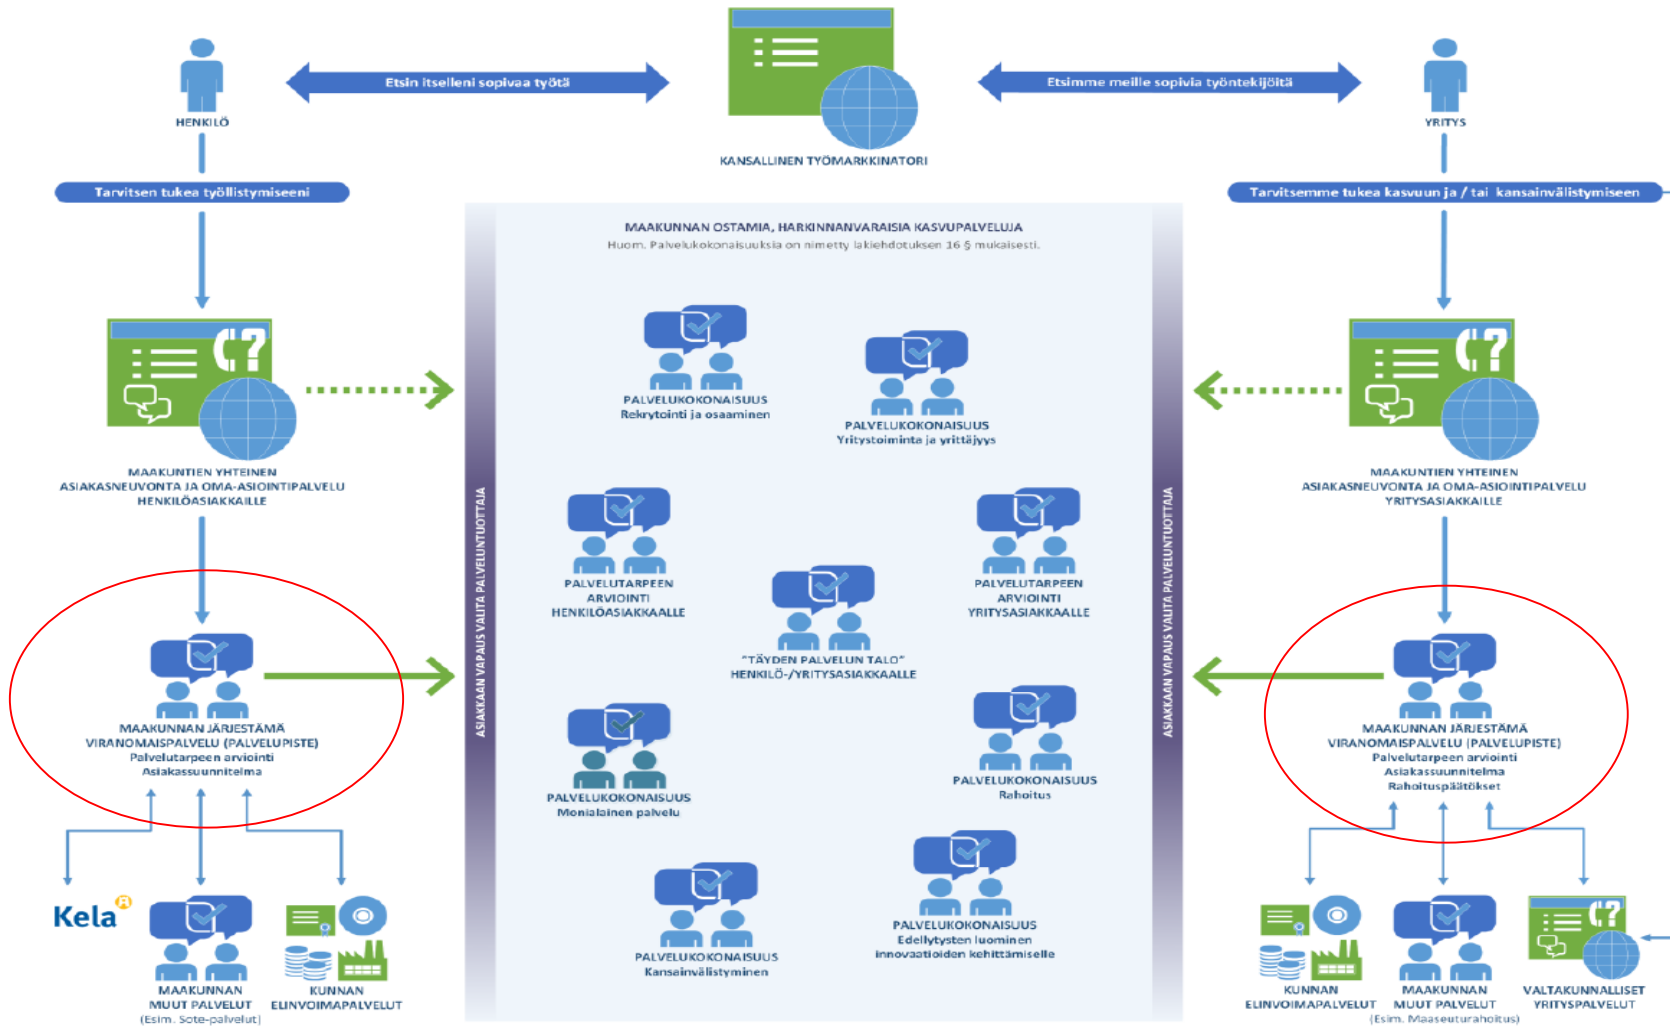 Etsin itselleni sopivaa työtä
Etsimme meille sopivia työntekijöitä
HENKILÖ
YRITYS
KANSALLINEN TYÖMARKKINATORI
Tarvitsen tukea työllistymiseeni
Tarvitsemme tukea kasvuun ja / tai kansainvälistymiseen
MAAKUNNAN OSTAMIA, HARKINNANVARAISIA KASVUPALVELUJA
Huom. Palvelukokonaisuuksia on nimetty lakiehdotuksen 16 § mukaisesti.
PALVELUKOKONAISUUS
Rekrytointi ja osaaminen
PALVELUKOKONAISUUS
Yritystoiminta ja yrittäjyys
MAAKUNTIEN YHTEINEN
ASIAKASNEUVONTA JA OMA-ASIOINTIPALVELU
HENKILÖASIAKKAILLE
MAAKUNTIEN YHTEINEN
ASIAKASNEUVONTA JA OMA-ASIOINTIPALVELU
YRITYSASIAKKAILLE
ASIAKKAAN VAPAUS VALITA PALVELUNTUOTTAJA
ASIAKKAAN VAPAUS VALITA PALVELUNTUOTTAJA
PALVELUTARPEEN
ARVIOINTI
HENKILÖASIAKKAALLE
PALVELUTARPEEN
ARVIOINTI
YRITYSASIAKKAALLE
"TÄYDEN PALVELUN TALO"
HENKILÖ-/YRITYSASIAKKAALLE
MAAKUNNAN JÄRJESTÄMÄ
VIRANOMAISPALVELU (PALVELUPISTE)
Palvelutarpeen arviointi
Asiakassuunnitelma
MAAKUNNAN JÄRJESTÄMÄ
VIRANOMAISPALVELU (PALVELUPISTE)
Palvelutarpeen arviointi
Asiakassuunnitelma
Rahoituspäätökset
PALVELUKOKONAISUUS
Monialainen palvelu
PALVELUKOKONAISUUS
Rahoitus
PALVELUKOKONAISUUS
Kansainvälistyminen
PALVELUKOKONAISUUS
Edellytysten luominen
innovaatioiden kehittämiselle
Kela
MAAKUNNAN
MUUT PALVELUT
(Esim. Sote-palvelut)
KUNNAN
ELINVOIMAPALVELUT
KUNNAN
ELINVOIMAPALVELUT
MAAKUNNAN
MUUT PALVELUT
(Esim. Maaseuturahoitus)
VALTAKUNNALLISET
YRITYSPALVELUT